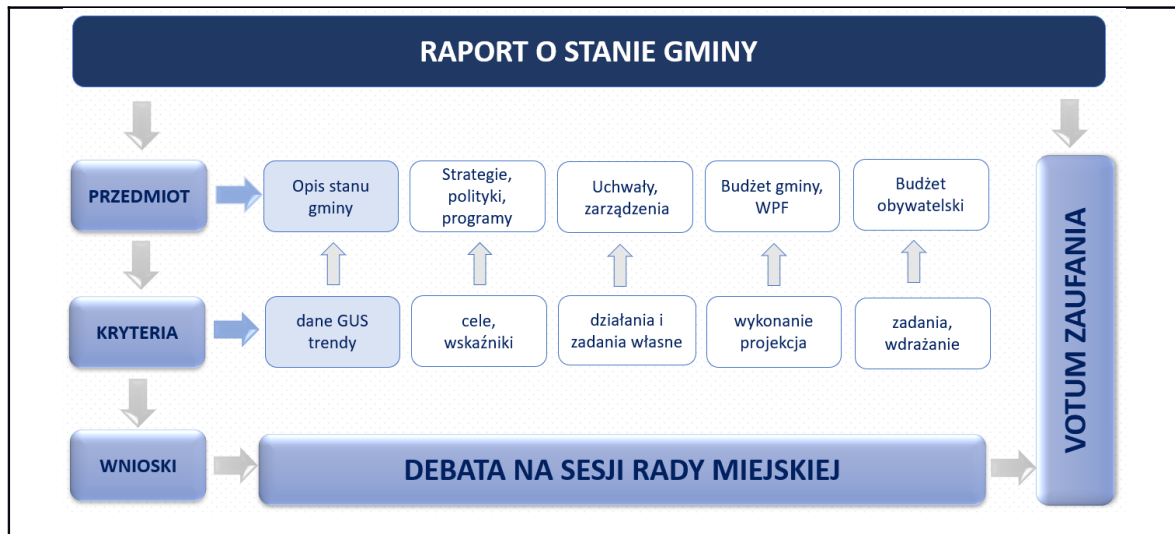 RAPORT O STANIE GMINY
PRZEDMIOT
Opis stanu
gminy
Strategie,
polityki,
programy
Uchwały,
zarządzenia
Budżet gminy,
WPF
Budżet
obywatelski
KRYTERIA
dane GUS
trendy
cele,
wskaźniki
działania i
zadania własne
wykonanie
projekcja
zadania,
wdrażanie
WNIOSKI
DEBATA NA SESJI RADY MIEJSKIEJ
VOTUM ZAUFANIA